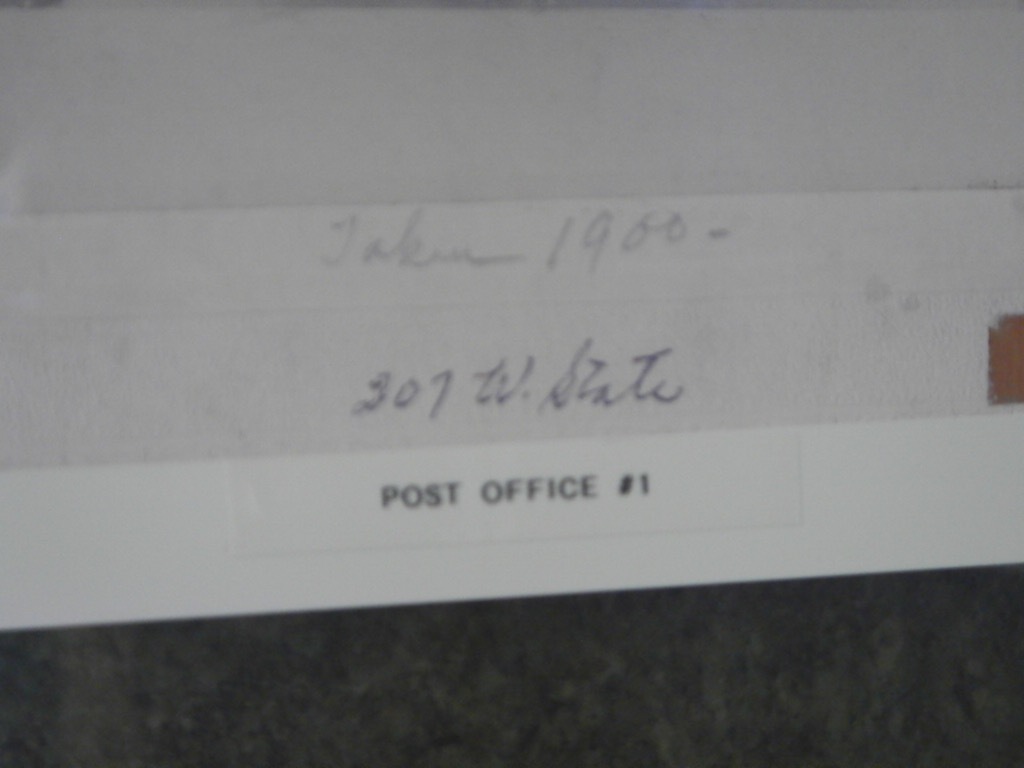 Taken 1900-
307 W. State
POST OFFICE #1